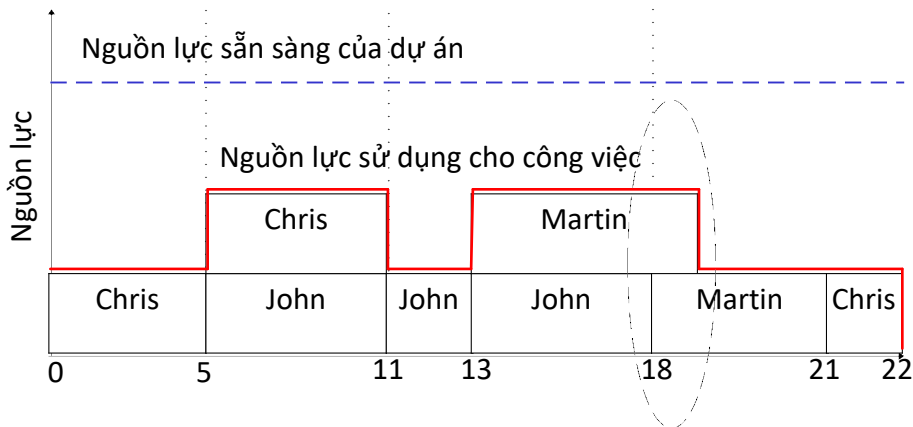 Nguồn lực sẵn sàng của dự án
Nguồn lực
Nguồn lực sử dụng cho công việc
Chris
Martin
Chris
John
John
John
Martin
Chris
0
5
11
13
18
21
22